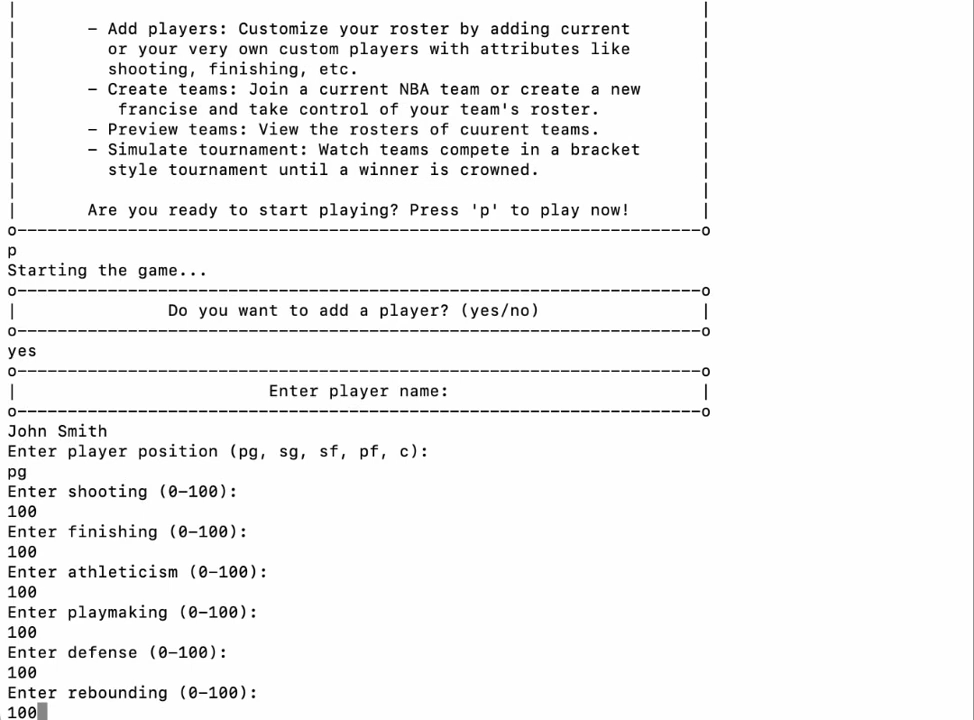 - Add players: Customize your roster by adding current
or your very own custom players with attributes like
shooting, finishing, etc.
- Create teams: Join a current NBA team or create a new
francise and take control of your team's roster.
- Preview teams: View the rosters of cuurent teams.
- Simulate tournament: Watch teams compete in a bracket
style tournament until a winner is crowned.
Are you ready to start playing? Press 'p' to play now!
p
Starting the game...
Do you want to add a player? (yes/no)
yes
Enter player name:
John Smith
Enter player position (pg, sg, sf, pf, c):
pg
Enter shooting (0-100):
100
Enter finishing (0-100):
100
Enter athleticism (0-100):
100
Enter playmaking (0-100):
100
Enter defense (0-100):
100
Enter rebounding (0-100):
100